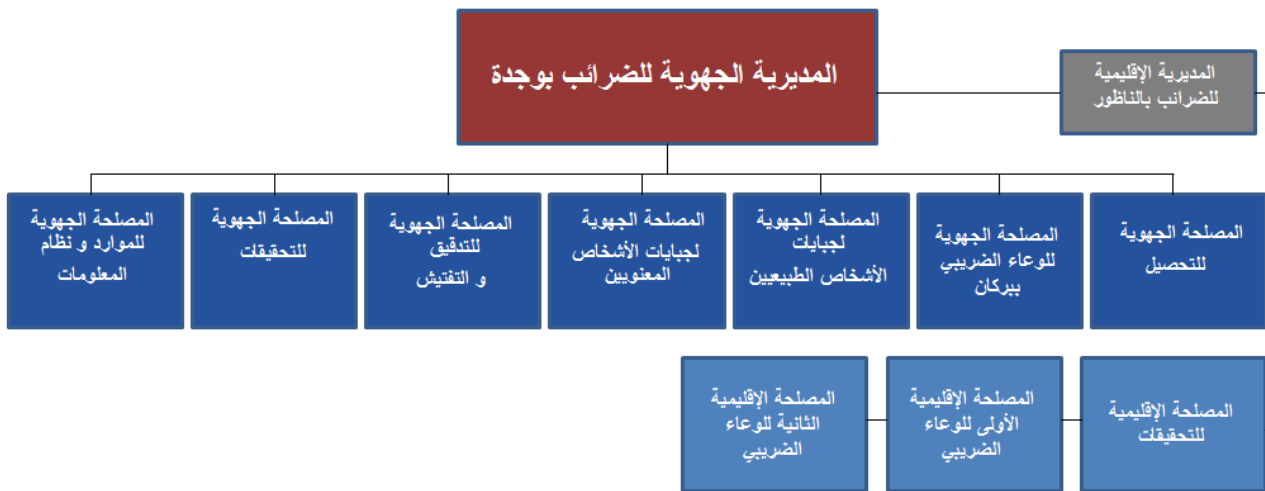 المديرية الجهوية للضرائب بوجدة
المديرية الإقليمية
للضرائب بالناظور
المصلحة الجهوية
للتحصيل
المصلحة الجهوية
للوعاء الضريبي
ببركان
المصلحة الجهوية
لجبايات
الأشخاص الطبيعيين
المصلحة الجهوية
لجبايات الأشخاص
المعنويين
المصلحة الجهوية
للتدقيق
و التفتيش
المصلحة الجهوية
للتحقيقات
المصلحة الجهوية
للموارد و نظام
المعلومات
المصلحة الإقليمية
للتحقيقات
المصلحة الإقليمية
الأولى للوعاء
الضريبي
المصلحة الإقليمية
الثانية للوعاء
الضريبي